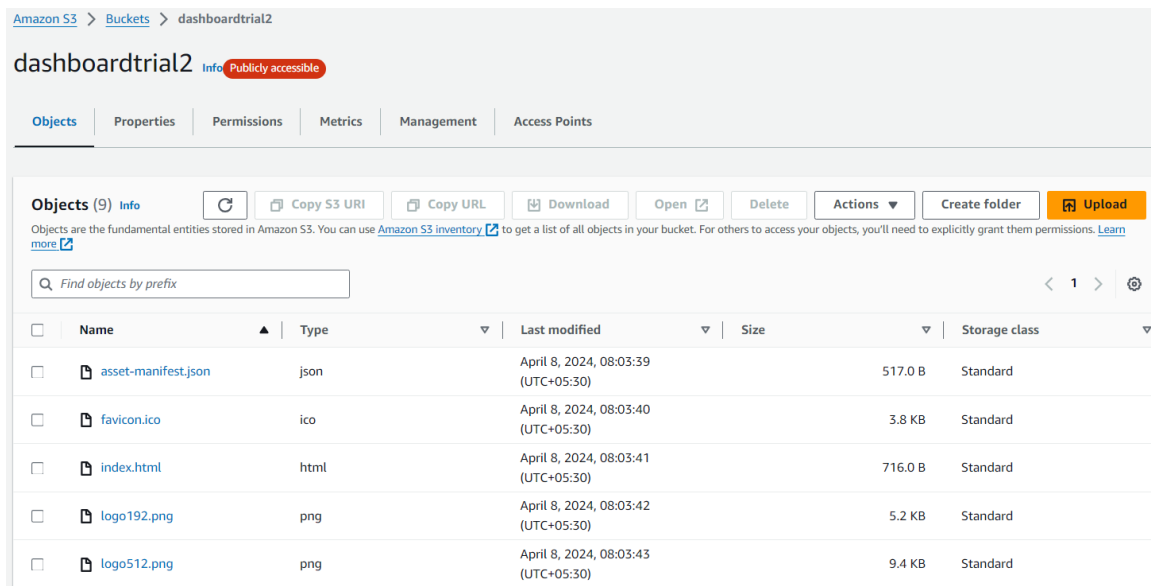 Amazon S3 > Buckets > dashboardtrial2
dashboardtrial2 Info Publicly accessible
Objects Properties Permissions Metrics Management Access Points
Objects (9) Info Copy S3 URI Copy URL Download Open Delete Actions ▼ Create folder Upload
Objects are the fundamental entities stored in Amazon S3. You can use Amazon S3 inventory to get a list of all objects in your bucket. For others to access your objects, you'll need to explicitly grant them permissions. Learn
more
Find objects by prefix < 1 >
Name Type Last modified Size Storage class
asset-manifest.json json April 8, 2024, 08:03:39 (UTC+05:30) 517.0 B Standard
favicon.ico ico April 8, 2024, 08:03:40 (UTC+05:30) 3.8 KB Standard
index.html html April 8, 2024, 08:03:41 (UTC+05:30) 716.0 B Standard
logo192.png png April 8, 2024, 08:03:42 (UTC+05:30) 5.2 KB Standard
logo512.png png April 8, 2024, 08:03:43 (UTC+05:30) 9.4 KB Standard